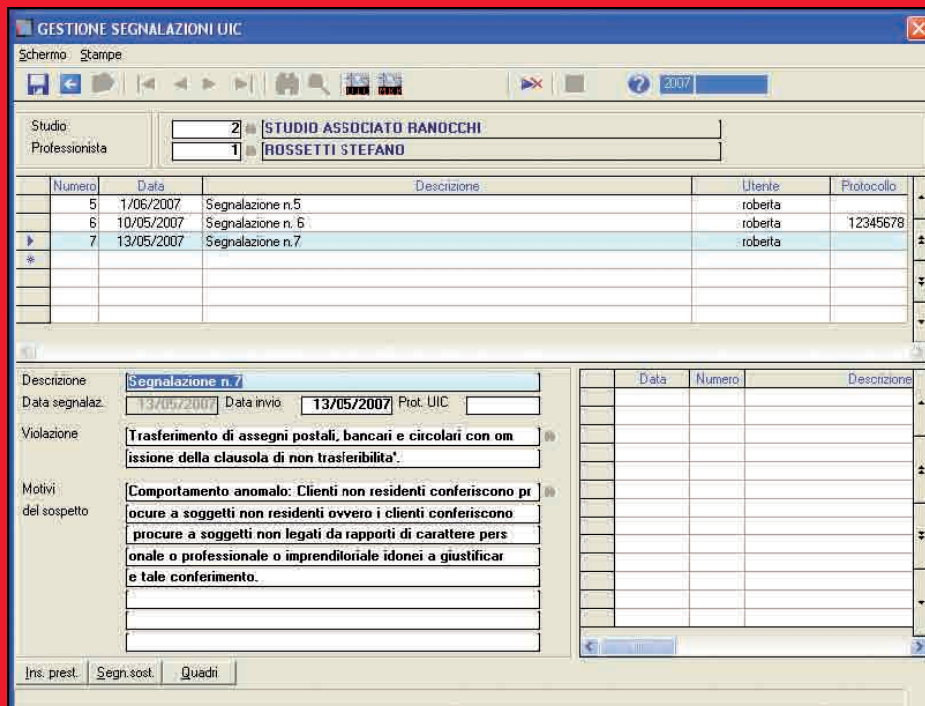 GESTIONE SEGNALAZIONI UIC
Schermo Stampe
2007
Studio 2 STUDIO ASSOCIATO RANOCCHI
Professionista 1 ROSSETTI STEFANO
Numero Data Descrizione Utente Protocollo
5 1/06/2007 Segnalazione n.5 roberta
6 10/05/2007 Segnalazione n. 6 roberta 12345678
7 13/05/2007 Segnalazione n.7 roberta
Descrizione Segnalazione n.7
Data segnalaz. 13/05/2007 Data invio 13/05/2007 Prot. UIC
Violazione Trasferimento di assegni postali, bancari e circolari con om
issione della clausola di non trasferibilita'.
Motivi Comportamento anomalo: Clienti non residenti conferiscono pr
del sospetto ocure a soggetti non residenti ovvero i clienti conferiscono
procure a soggetti non legati da rapporti di carattere pers
onale o professionale o imprenditoriale idonei a giustificar
e tale conferimento.
Data Numero Descrizione
Ins. prest. Segn.sost. Quadri